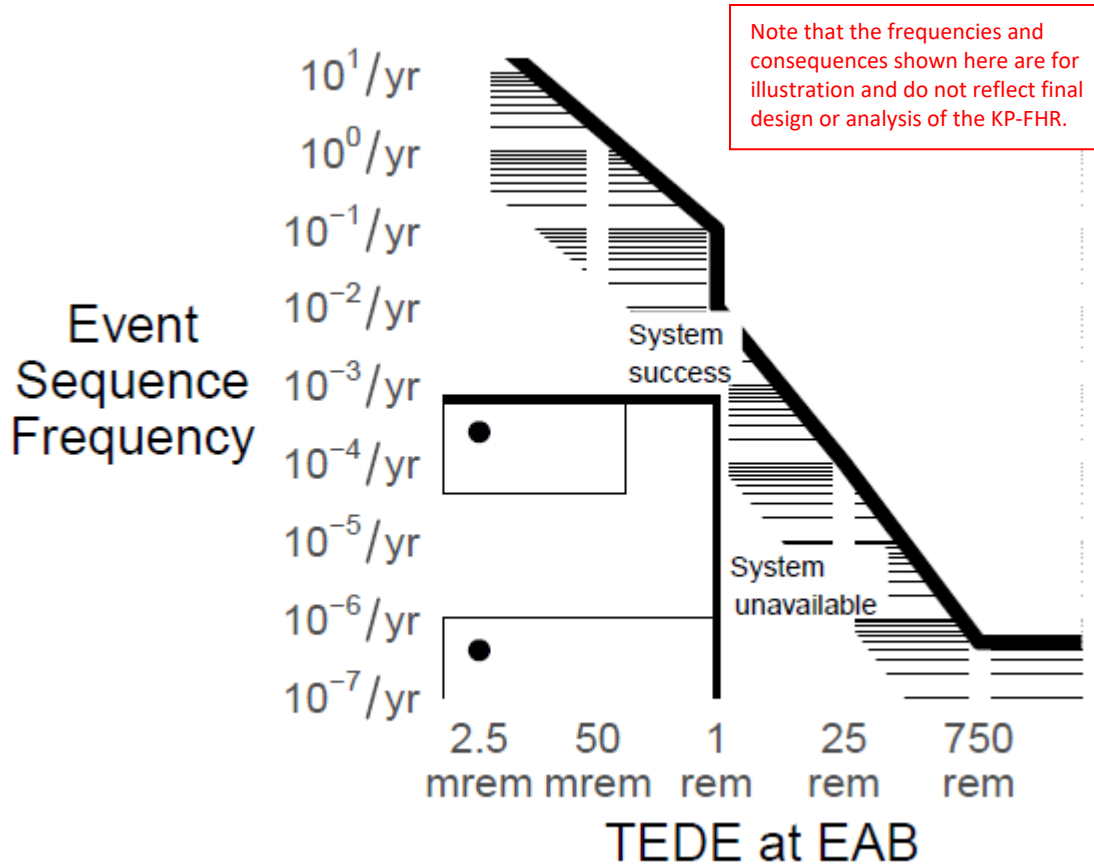 Note that the frequencies and
consequences shown here are for
illustration and do not reflect final
design or analysis of the KP-FHR.
10¹/yr
10⁰/yr
10⁻¹/yr
10⁻²/yr
10⁻³/yr
10⁻⁴/yr
10⁻⁵/yr
10⁻⁶/yr
10⁻⁷/yr
Event
Sequence
Frequency
System
success
System
unavailable
2.5
mrem
50
mrem
1
rem
25
rem
750
rem
TEDE at EAB